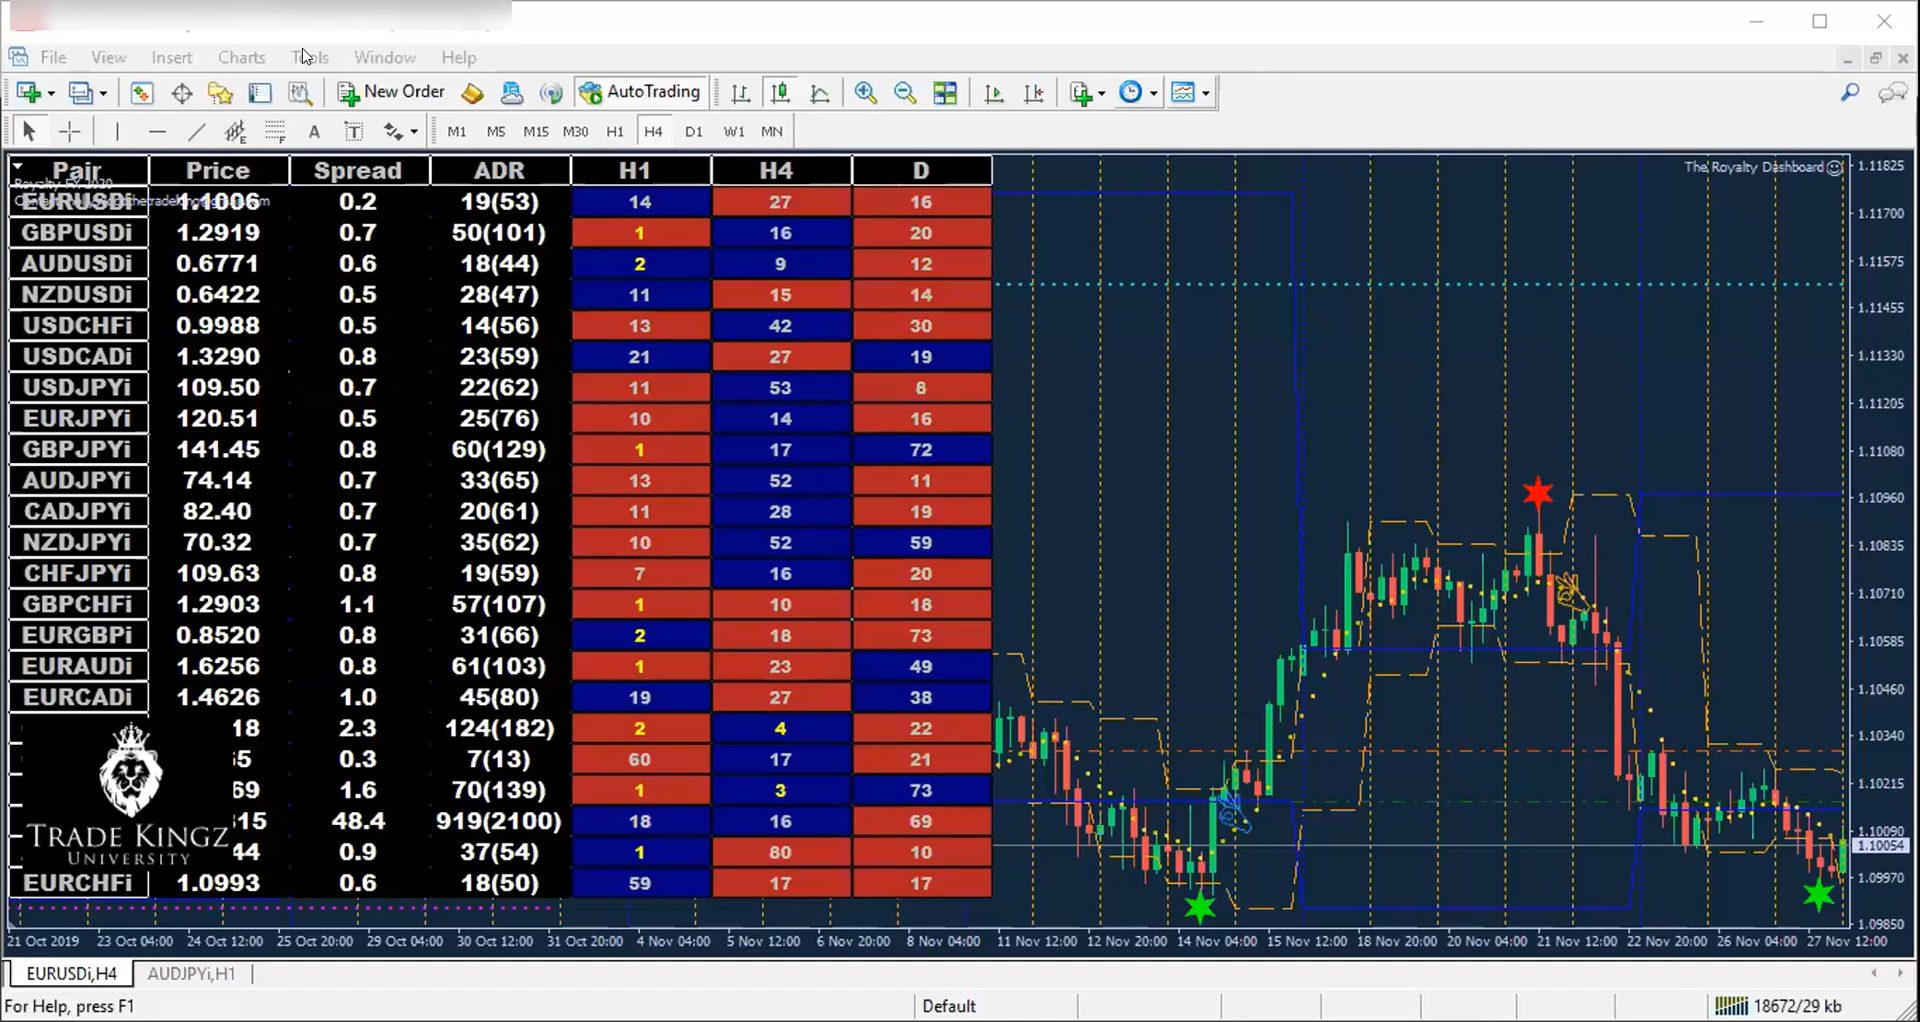 File View Insert Charts Tools Window Help
New Order AutoTrading
A T M1 M5 M15 M30 H1 H4 D1 W1 MN
Pair Price Spread ADR H1 H4 D
The Royalty Dashboard
EURUSDi 1.1006 0.2 19(53) 14 27 16
GBPUSDi 1.2919 0.7 50(101) 1 16 20
AUDUSDi 0.6771 0.6 18(44) 2 9 12
NZDUSDi 0.6422 0.5 28(47) 11 15 14
USDCHFi 0.9988 0.5 14(56) 13 42 30
USDCADi 1.3290 0.8 23(59) 21 27 19
USDJPYi 109.50 0.7 22(62) 11 53 8
EURJPYi 120.51 0.5 25(76) 10 14 16
GBPJPYi 141.45 0.8 60(129) 1 17 72
AUDJPYi 74.14 0.7 33(65) 13 52 11
CADJPYi 82.40 0.7 20(61) 11 28 19
NZDJPYi 70.32 0.7 35(62) 10 52 59
CHFJPYi 109.63 0.8 19(59) 7 16 20
GBPCHFi 1.2903 1.1 57(107) 1 10 18
EURGBPi 0.8520 0.8 31(66) 2 18 73
EURAUDi 1.6256 0.8 61(103) 1 23 49
EURCADi 1.4626 1.0 45(80) 19 27 38
18 2.3 124(182) 2 4 22
0.3 7(13) 60 17 21
69 1.6 70(139) 1 3 73
15 48.4 919(2100) 18 16 69
44 0.9 37(54) 1 80 10
TRADE KINGZ
UNIVERSITY
EURCHFi 1.0993 0.6 18(50) 59 17 17
1.11825
1.11700
1.11575
1.11455
1.11330
1.11205
1.11080
1.10960
1.10835
1.10710
1.10585
1.10460
1.10340
1.10215
1.10090
1.10054
1.09970
1.09850
21 Oct 2019 23 Oct 04:00 24 Oct 12:00 25 Oct 20:00 29 Oct 04:00 30 Oct 12:00 31 Oct 20:00 4 Nov 04:00 5 Nov 12:00 6 Nov 20:00 8 Nov 04:00 11 Nov 12:00 12 Nov 20:00 14 Nov 04:00 15 Nov 12:00 18 Nov 20:00 20 Nov 04:00 21 Nov 12:00 22 Nov 20:00 26 Nov 04:00 27 Nov 12:00
EURUSDi,H4 AUDJPYi,H1
For Help, press F1 Default 18672/29 kb